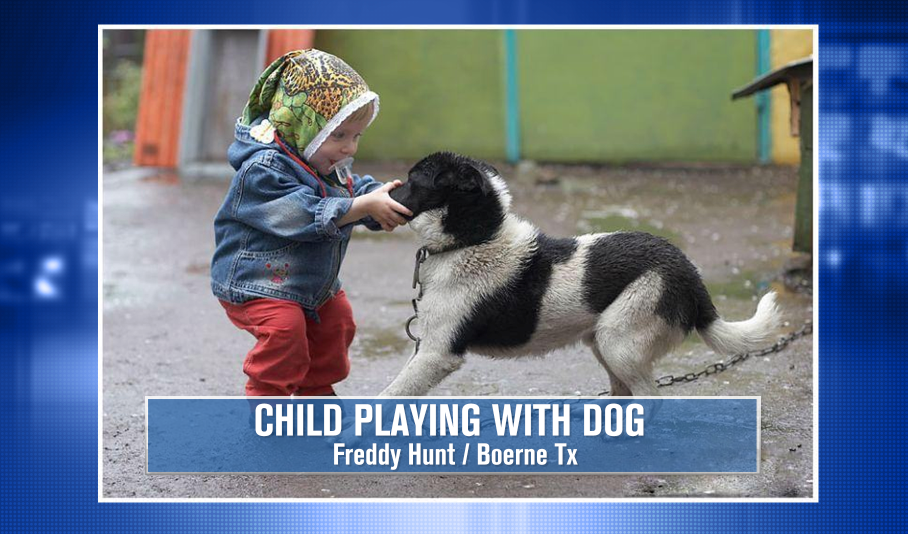 CHILD PLAYING WITH DOG
Freddy Hunt / Boerne Tx